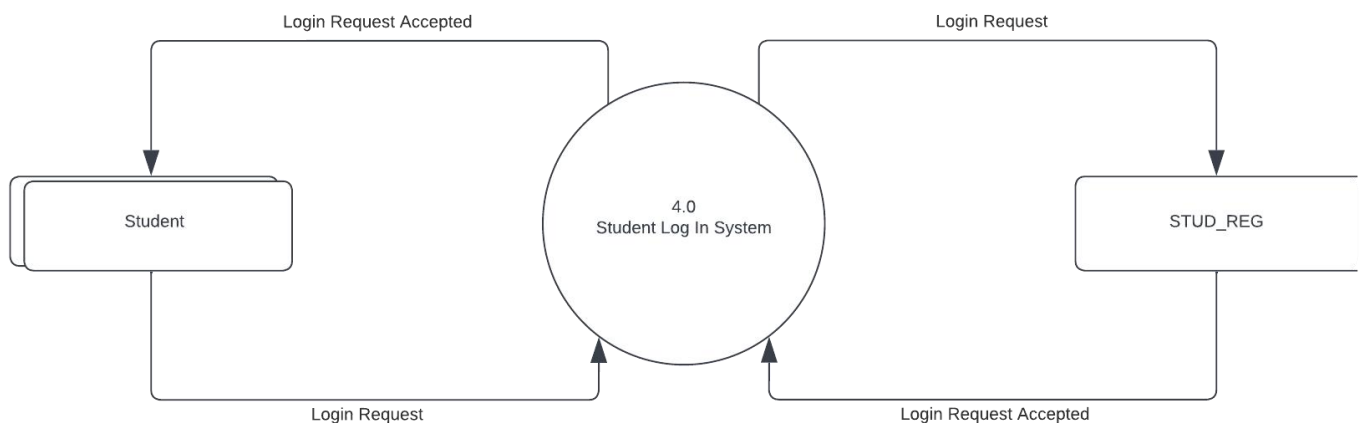 Login Request Accepted
Login Request
Student
4.0
Student Log In System
STUD_REG
Login Request
Login Request Accepted